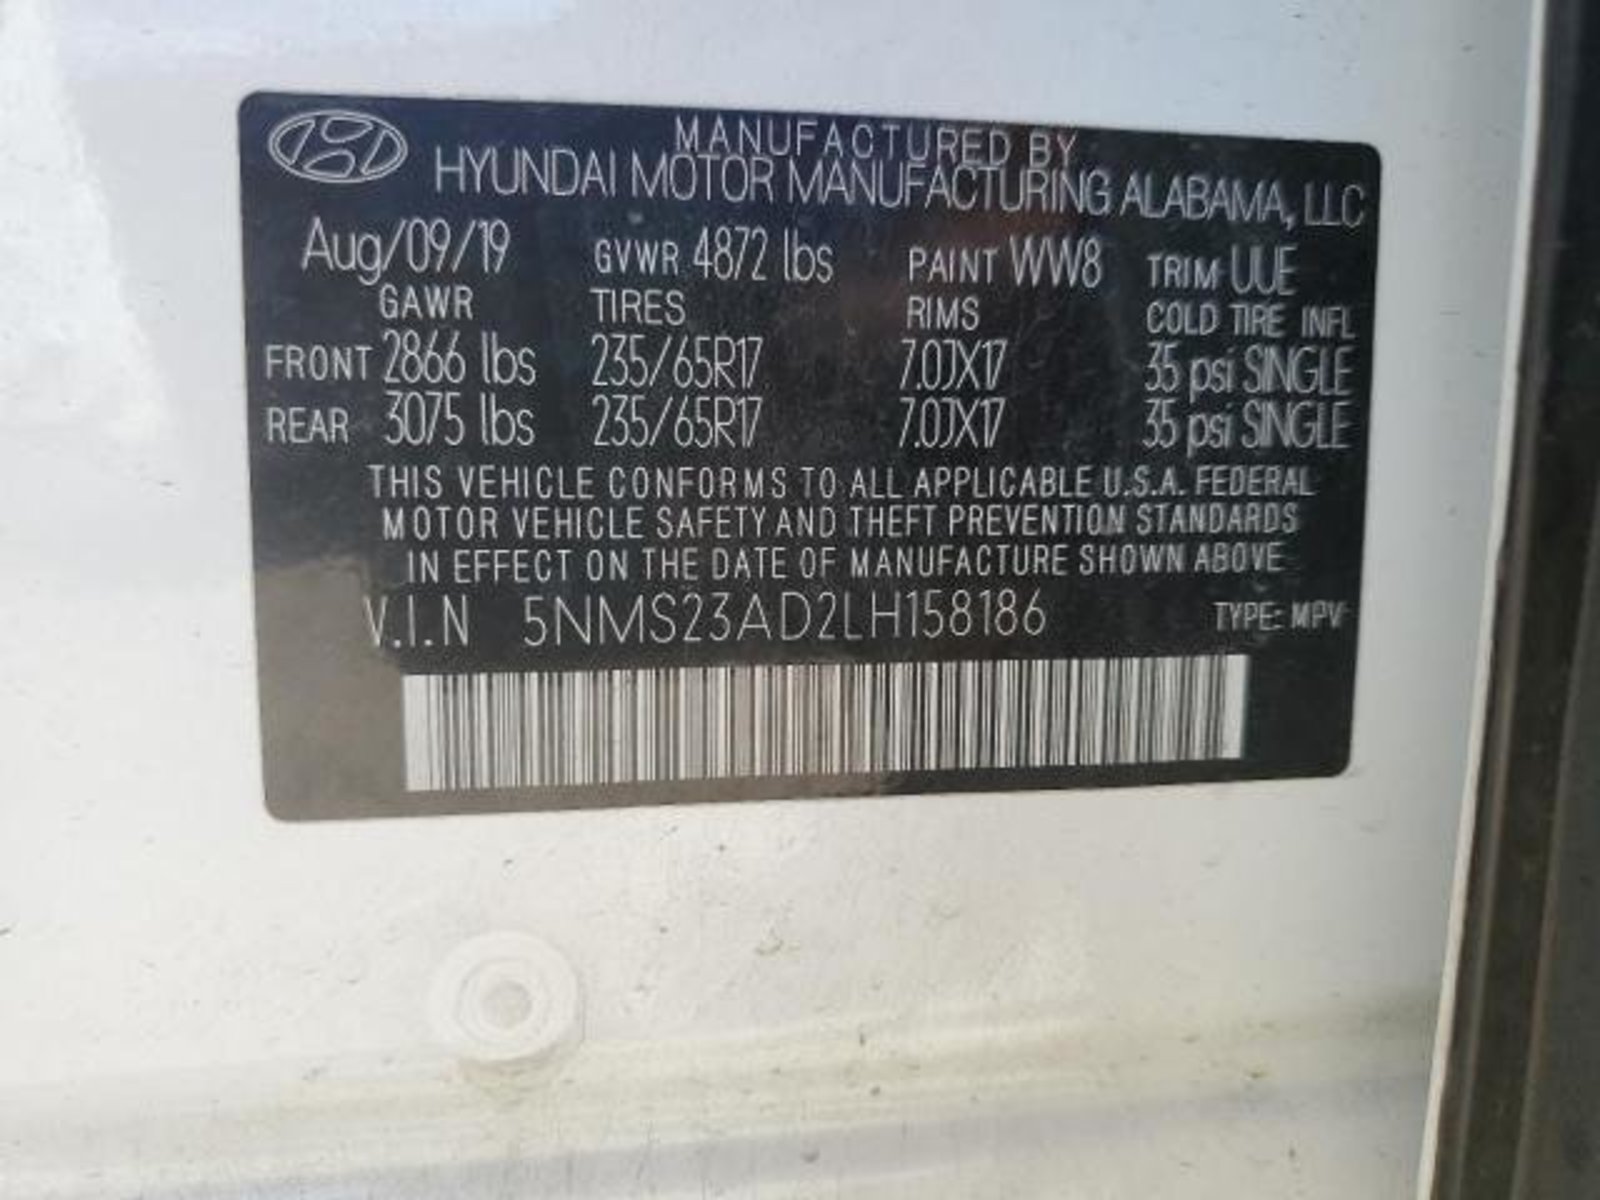 MANUFACTURED BY
HYUNDAI MOTOR MANUFACTURING ALABAMA, LLC
Aug/09/19 GVWR 4872 lbs PAINT WW8 TRIM UUE
GAWR TIRES RIMS COLD TIRE INFL
FRONT 2866 lbs 235/65R17 7.0JX17 35 psi SINGLE
REAR 3075 lbs 235/65R17 7.0JX17 35 psi SINGLE
THIS VEHICLE CONFORMS TO ALL APPLICABLE U.S.A. FEDERAL
MOTOR VEHICLE SAFETY AND THEFT PREVENTION STANDARDS
IN EFFECT ON THE DATE OF MANUFACTURE SHOWN ABOVE
V.I.N 5NMS23AD2LH158186 TYPE: MPV